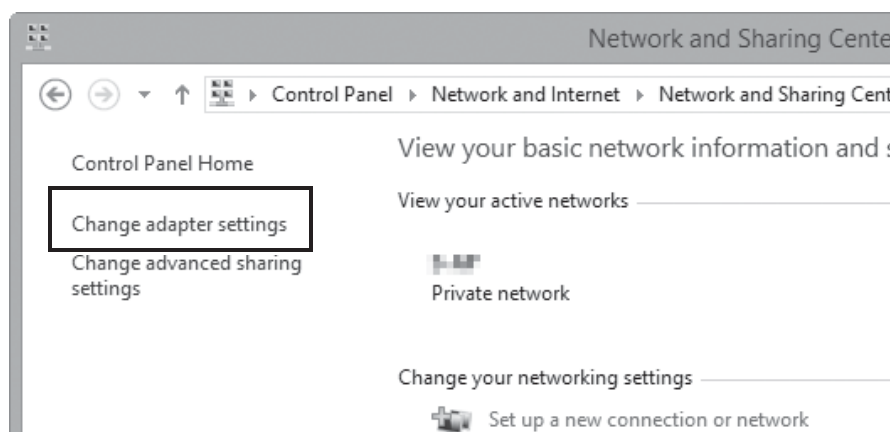 Network and Sharing Cente
Control Panel Network and Internet Network and Sharing Cent
Control Panel Home
Change adapter settings
Change advanced sharing
settings
View your basic network information and s
View your active networks
Private network
Change your networking settings
Set up a new connection or network